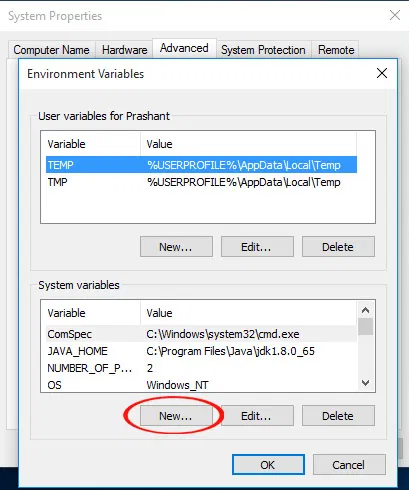 System Properties
Computer Name Hardware Advanced System Protection Remote
Environment Variables
User variables for Prashant
Variable Value
TEMP %USERPROFILE%\AppData\Local\Temp
TMP %USERPROFILE%\AppData\Local\Temp
New... Edit... Delete
System variables
Variable Value
ComSpec C:\Windows\system32\cmd.exe
JAVA_HOME C:\Program Files\Java\jdk1.8.0_65
NUMBER_OF_P... 2
OS Windows_NT
New... Edit... Delete
OK Cancel